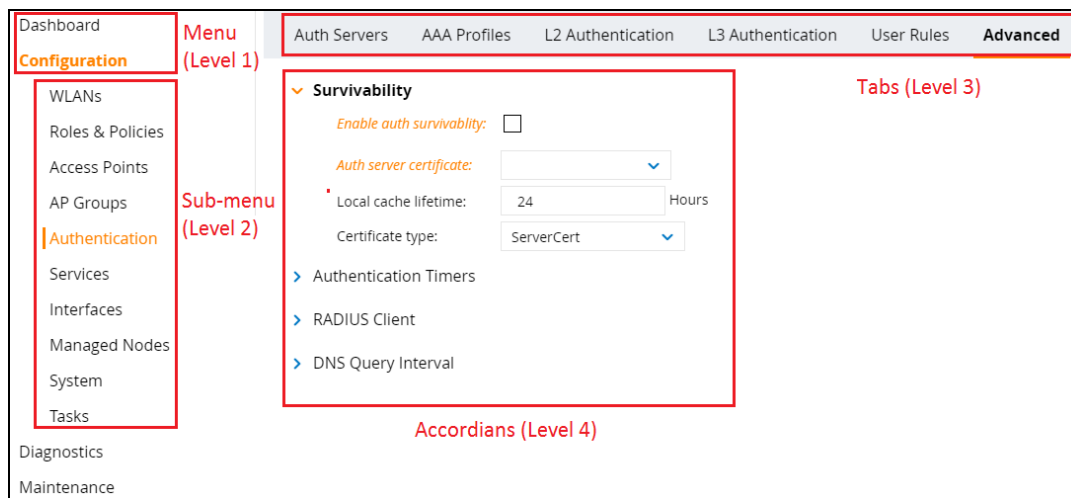 Dashboard
Configuration
Menu
(Level 1)
WLANs
Roles & Policies
Access Points
AP Groups
Authentication
Services
Interfaces
Managed Nodes
System
Tasks
Sub-menu
(Level 2)
Diagnostics
Maintenance
Auth Servers AAA Profiles L2 Authentication L3 Authentication User Rules Advanced
Tabs (Level 3)
Survivability
Enable auth survivablity:
Auth server certificate:
Local cache lifetime: 24 Hours
Certificate type: ServerCert
Authentication Timers
RADIUS Client
DNS Query Interval
Accordians (Level 4)